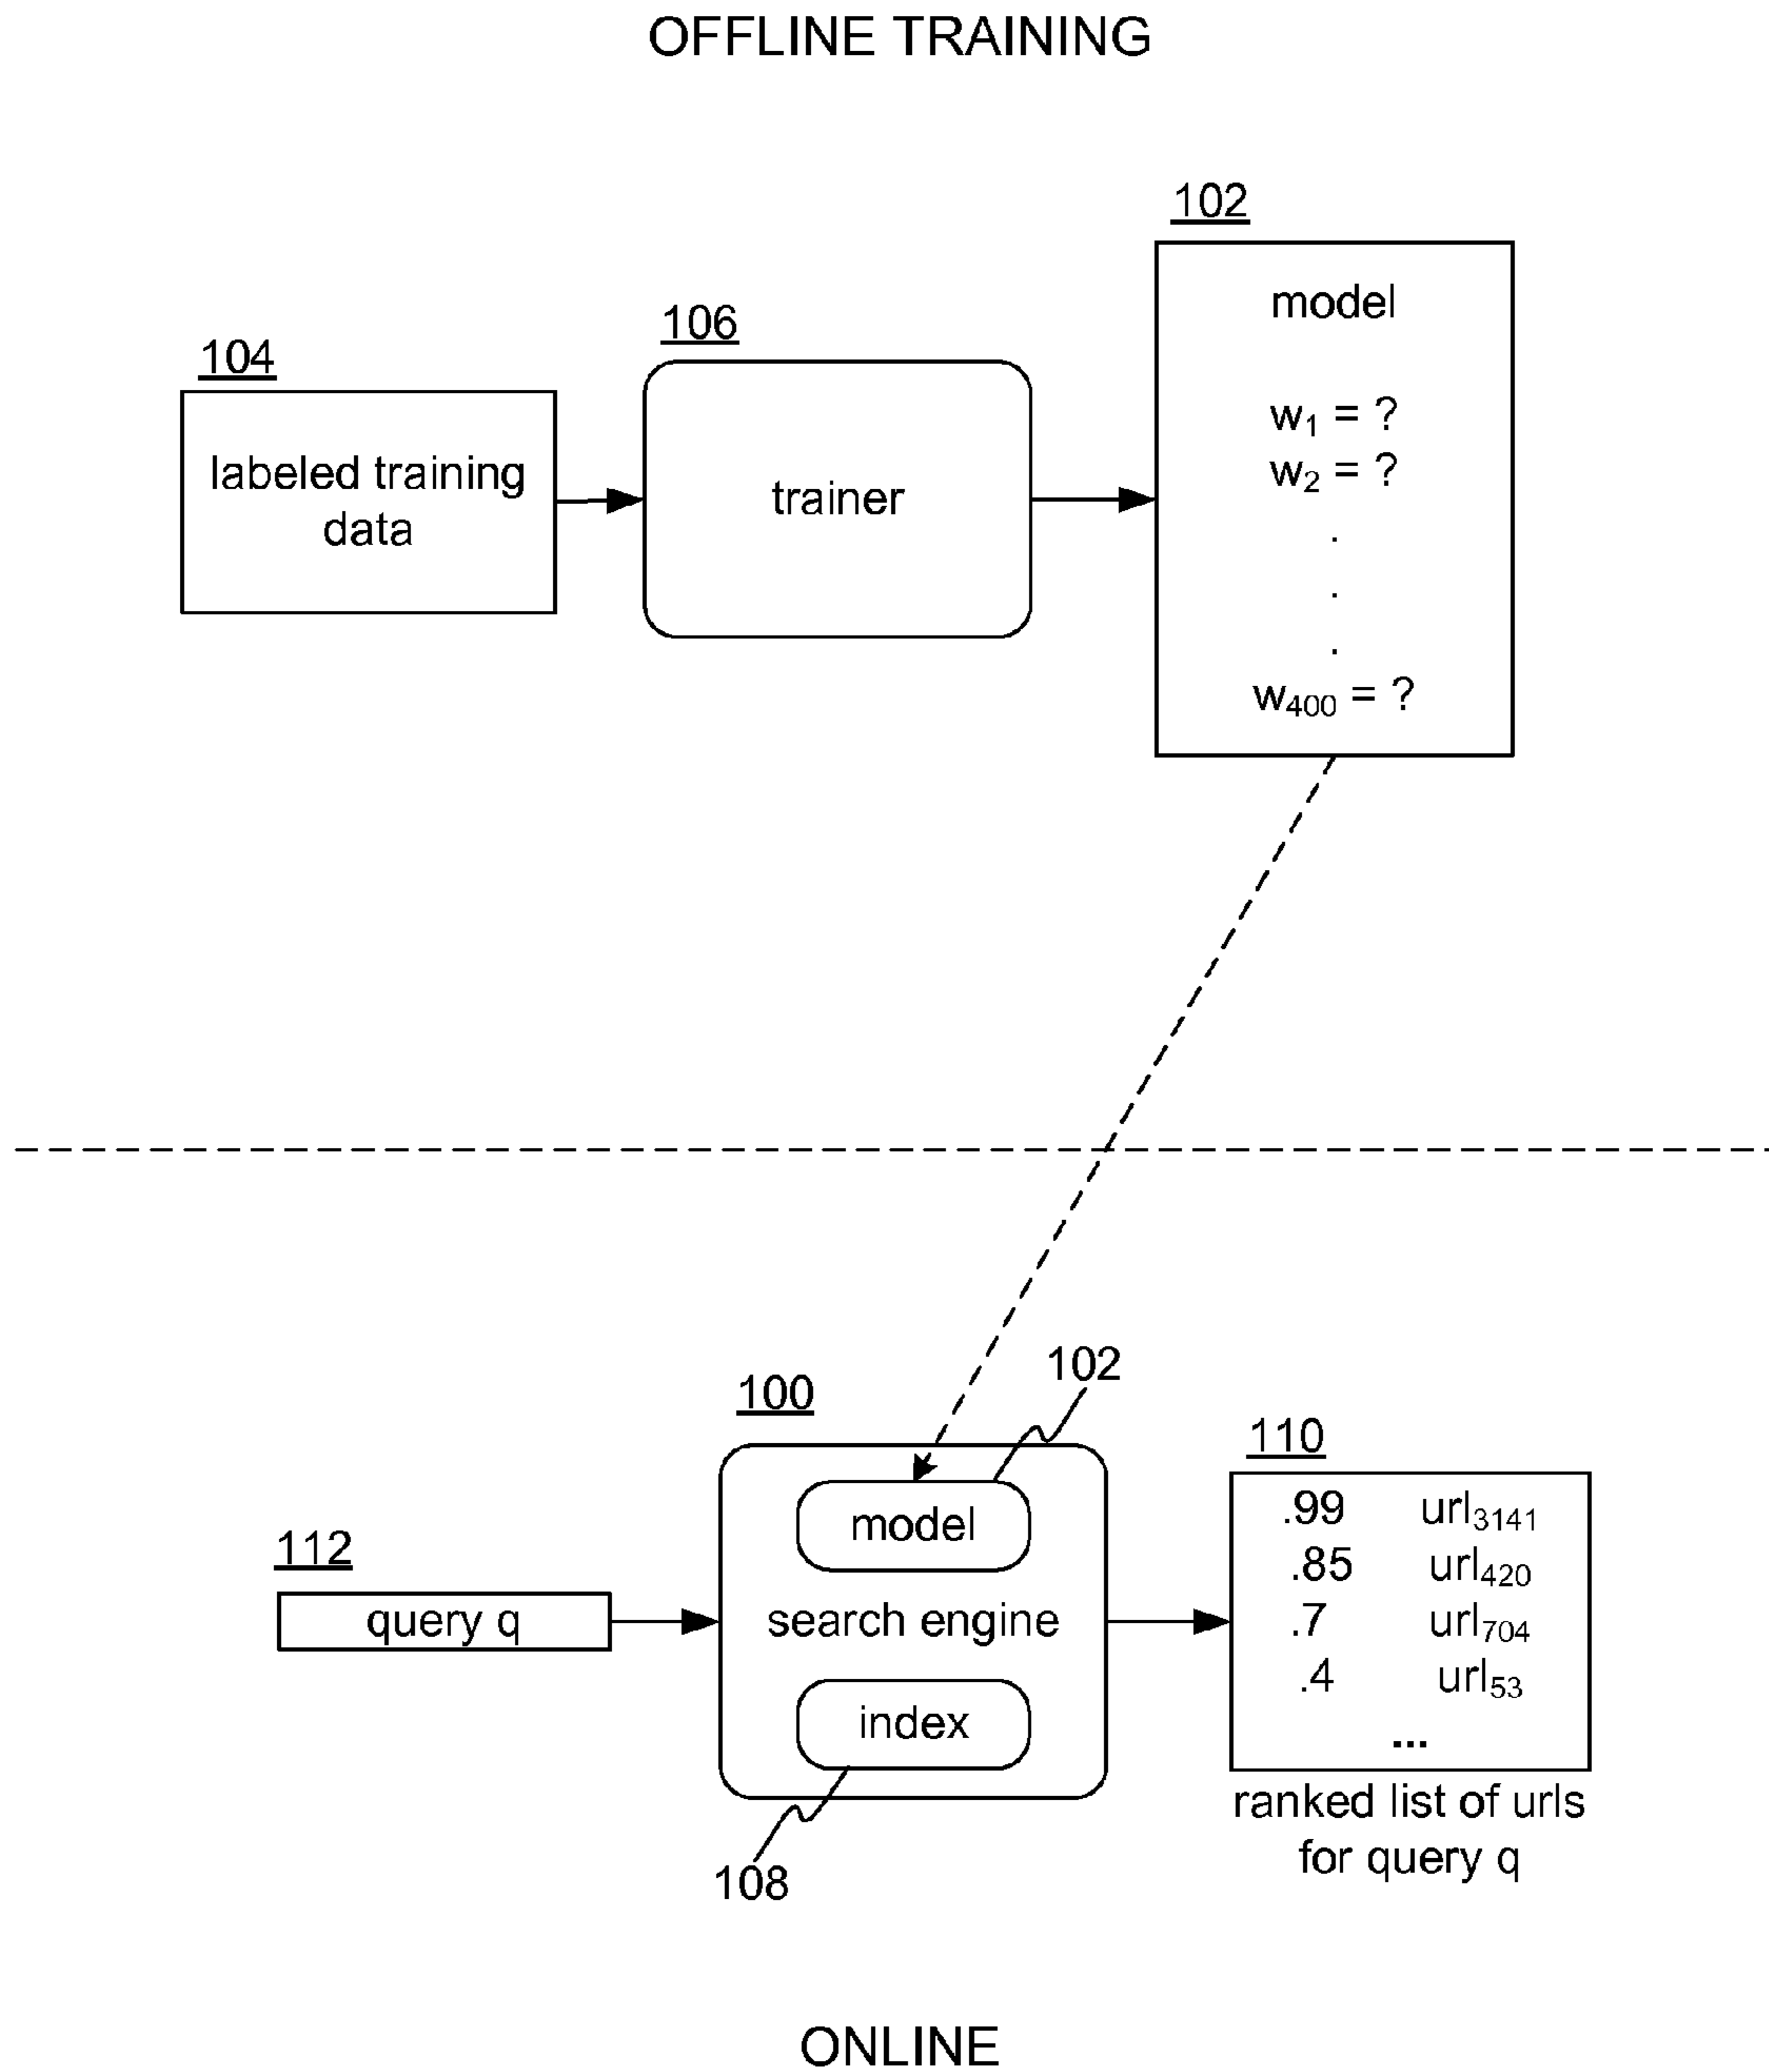 OFFLINE TRAINING
102
model
w1 = ?
w2 = ?
.
.
.
w400 = ?
106
trainer
104
labeled training
data
100
102
model
search engine
index
108
112
query q
110
.99 url3141
.85 url420
.7 url704
.4 url53
...
ranked list of urls
for query q
ONLINE